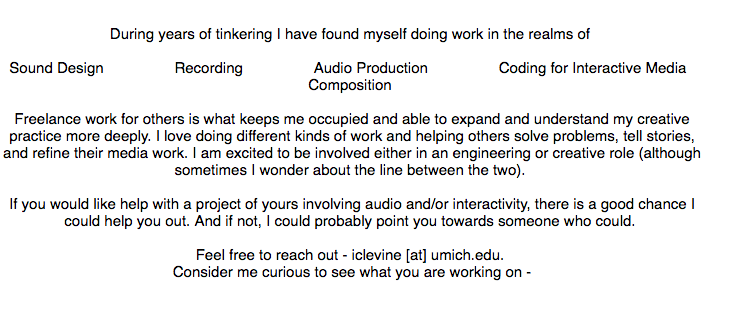 During years of tinkering I have found myself doing work in the realms of
Sound Design Recording Audio Production Coding for Interactive Media
Composition
Freelance work for others is what keeps me occupied and able to expand and understand my creative
practice more deeply. I love doing different kinds of work and helping others solve problems, tell stories,
and refine their media work. I am excited to be involved either in an engineering or creative role (although
sometimes I wonder about the line between the two).
If you would like help with a project of yours involving audio and/or interactivity, there is a good chance I
could help you out. And if not, I could probably point you towards someone who could.
Feel free to reach out - iclevine [at] umich.edu.
Consider me curious to see what you are working on -